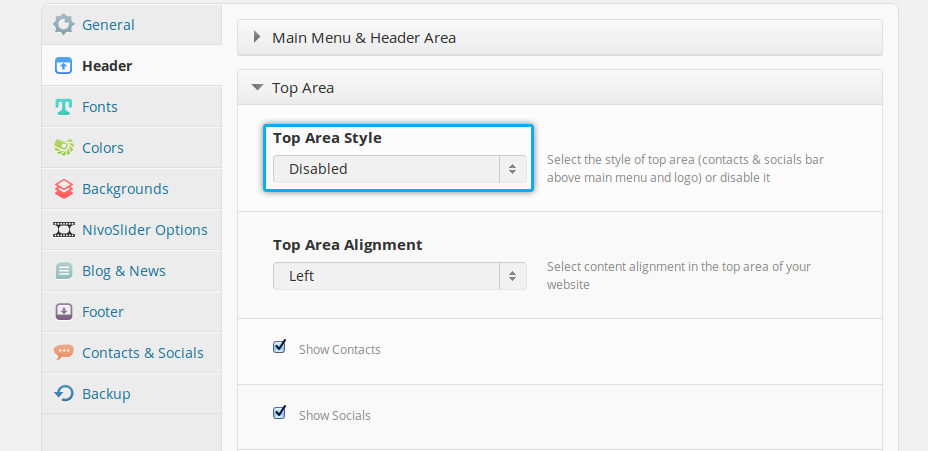 General
Header
Fonts
Colors
Backgrounds
NivoSlider Options
Blog & News
Footer
Contacts & Socials
Backup
Main Menu & Header Area
Top Area
Top Area Style
Disabled
Select the style of top area (contacts & socials bar
above main menu and logo) or disable it
Top Area Alignment
Left
Select content alignment in the top area of your
website
Show Contacts
Show Socials